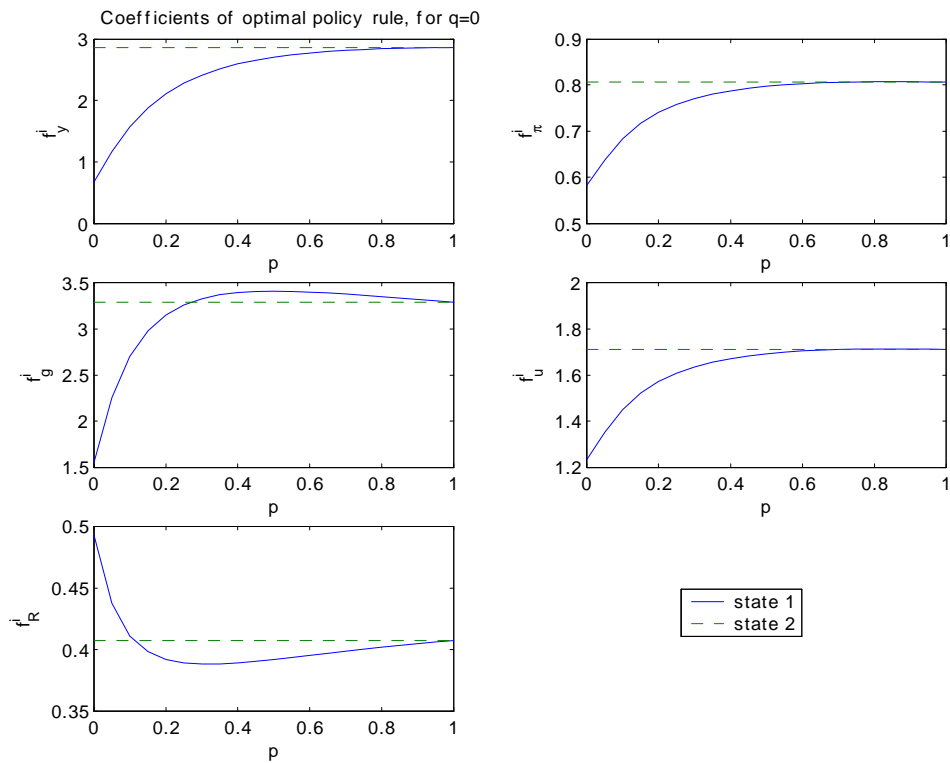 Coefficients of optimal policy rule, for q=0
3
2
1
0
f^i_y
0 0.2 0.4 0.6 0.8 1
p
0.9
0.8
0.7
0.6
0.5
f^i_π
0 0.2 0.4 0.6 0.8 1
p
3.5
3
2.5
2
1.5
f^i_g
0 0.2 0.4 0.6 0.8 1
p
2
1.8
1.6
1.4
1.2
f^i_u
0 0.2 0.4 0.6 0.8 1
p
0.5
0.45
0.4
0.35
f^i_R
0 0.2 0.4 0.6 0.8 1
p
state 1
state 2